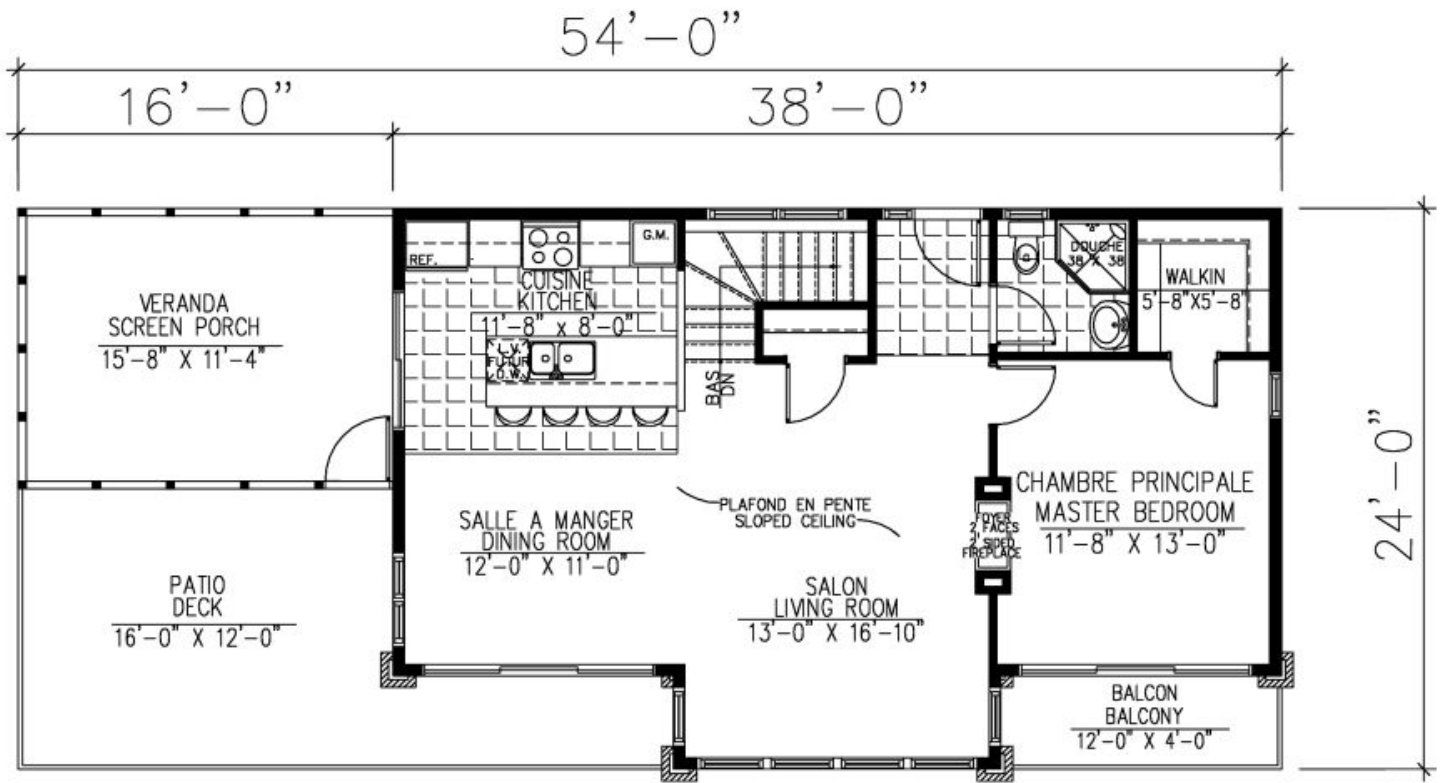 54'-0"
16'-0"
38'-0"
G.M.
REF.
CUISINE
KITCHEN
11'-8" x 8'-0"
DOUCHE
38 X 38
WALKIN
5'-8"X5'-8"
VERANDA
SCREEN PORCH
15'-8" X 11'-4"
L.V.
FUTUR
D.W.
BAS
DN
24'-0"
PLAFOND EN PENTE
SLOPED CEILING
FOYER
2 FACES
2 SIDED
FIREPLACE
CHAMBRE PRINCIPALE
MASTER BEDROOM
11'-8" X 13'-0"
SALLE A MANGER
DINING ROOM
12'-0" X 11'-0"
PATIO
DECK
16'-0" X 12'-0"
SALON
LIVING ROOM
13'-0" X 16'-10"
BALCON
BALCONY
12'-0" X 4'-0"